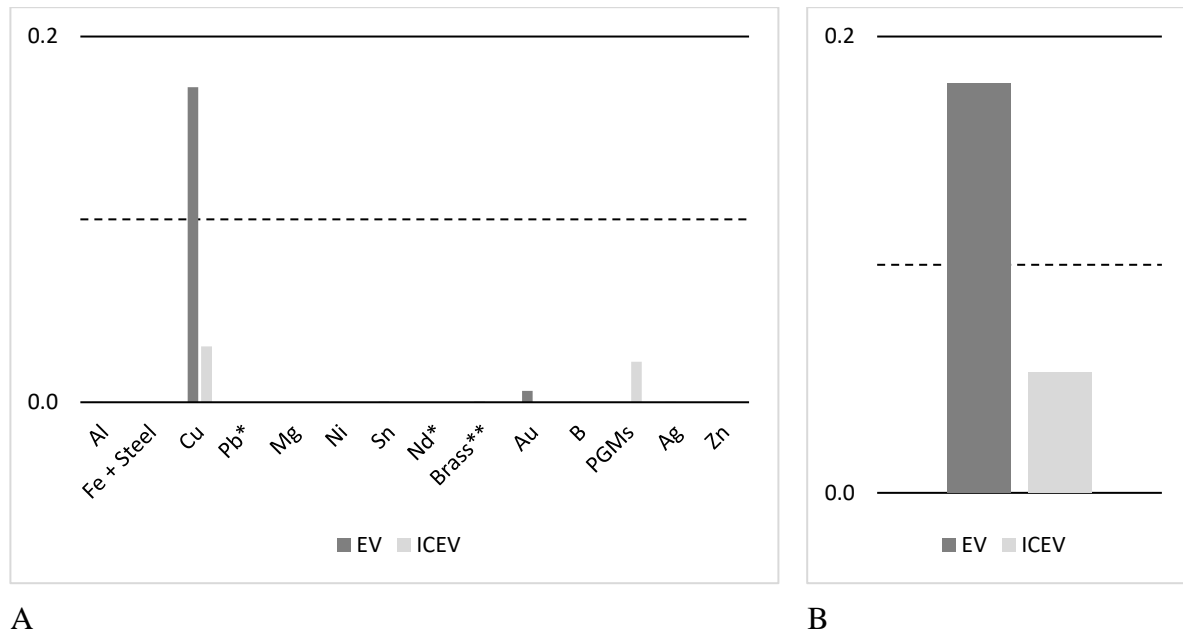 0.2
0.0
Al
Fe + Steel
Cu
Pb*
Mg
Ni
Sn
Nd*
Brass**
Au
B
PGMs
Ag
Zn
EV ICEV
A
0.2
0.0
EV ICEV
B